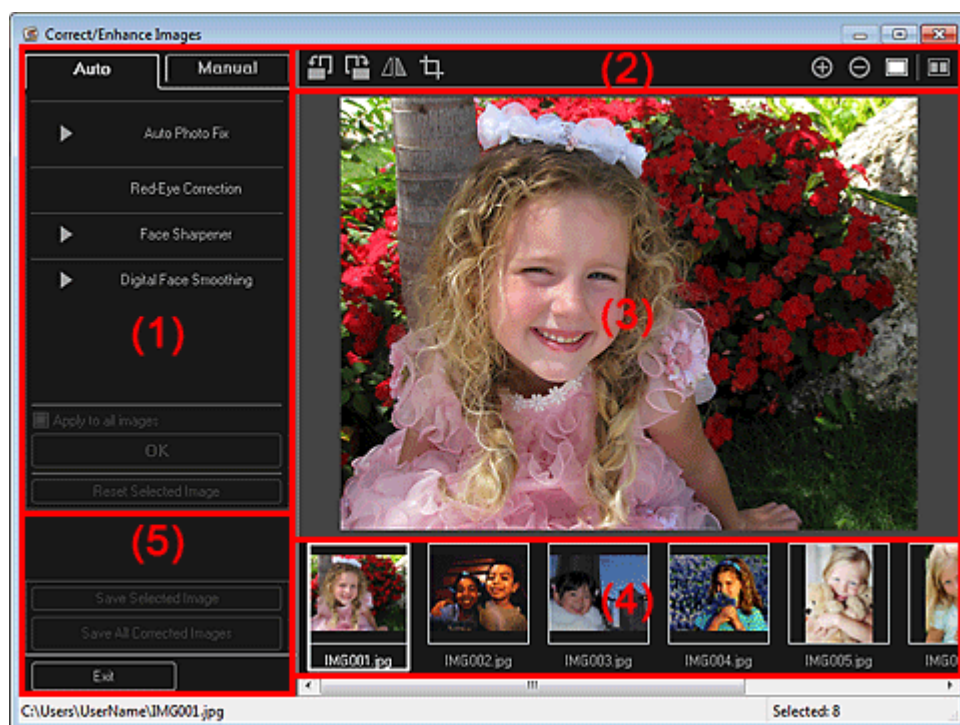 Correct/Enhance Images
Auto
Manual
(2)
Auto Photo Fix
Red-Eye Correction
Face Sharpener
Digital Face Smoothing
(1)
(3)
Apply to all images
OK
Reset Selected Image
(5)
(4)
Save Selected Image
Save All Corrected Images
IMG001.jpg
IMG002.jpg
IMG003.jpg
IMG004.jpg
IMG005.jpg
IMG0
Exit
C:\Users\UserName\IMG001.jpg
Selected: 8